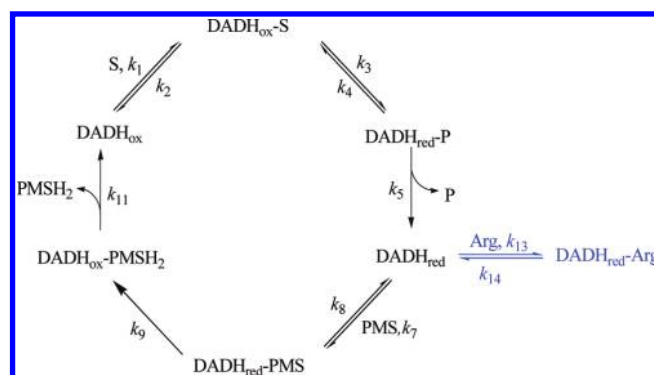 DADHox-S
S, k1
k2
k3
k4
DADHox
DADHred-P
PMSH2
k11
k5
P
DADHox-PMSH2
DADHred
Arg, k13
k14
DADHred-Arg
k9
k8
PMS,k7
DADHred-PMS